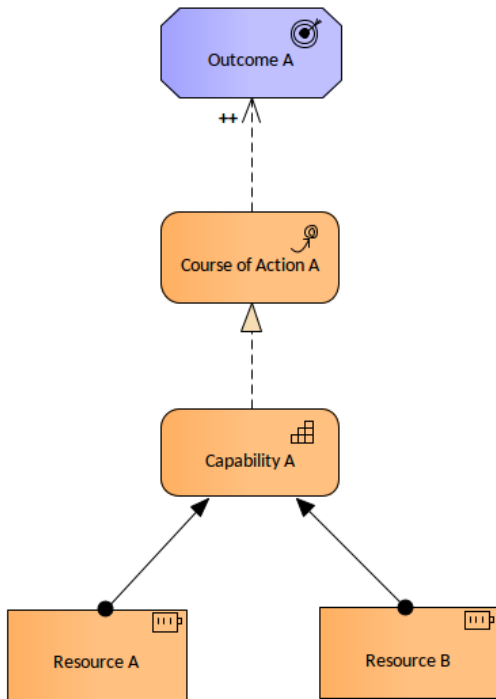 Outcome A
++
Course of Action A
Capability A
Resource A
Resource B